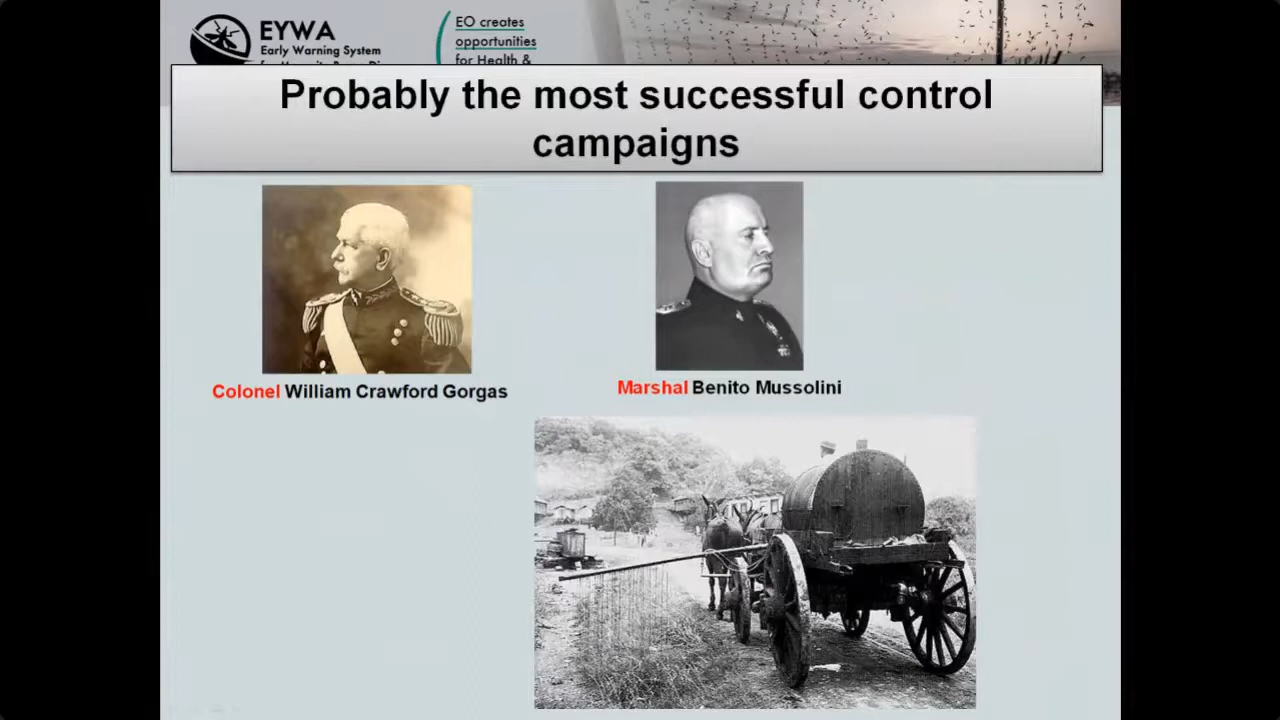 EYWA
Early Warning System
EO creates
opportunities
for Health &
Probably the most successful control
campaigns
Colonel William Crawford Gorgas
Marshal Benito Mussolini